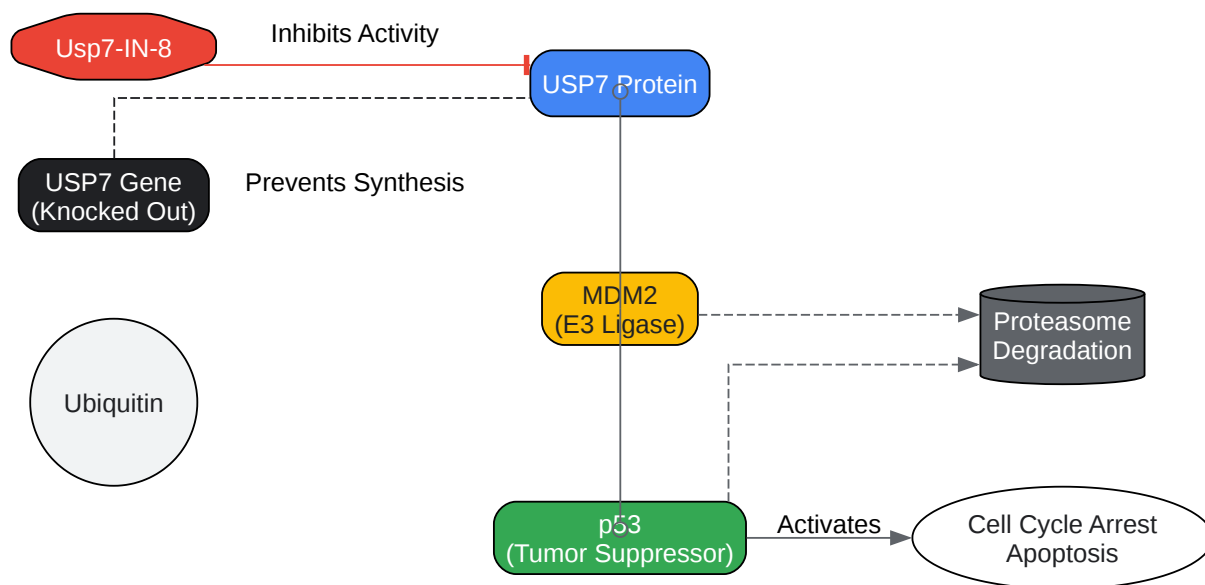 Usp7-IN-8
Inhibits Activity
USP7 Protein
USP7 Gene
(Knocked Out)
Prevents Synthesis
MDM2
(E3 Ligase)
Proteasome
Degradation
Ubiquitin
p53
(Tumor Suppressor)
Activates
Cell Cycle Arrest
Apoptosis